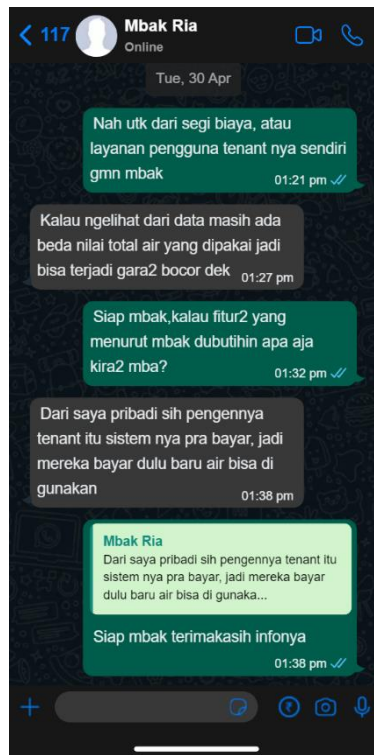 117
Mbak Ria
Online
Tue, 30 Apr
Nah utk dari segi biaya, atau
layanan pengguna tenant nya sendiri
gmn mbak
01:21 pm
Kalau ngelihat dari data masih ada
beda nilai total air yang dipakai jadi
bisa terjadi gara2 bocor dek
01:27 pm
Siap mbak,kalau fitur2 yang
menurut mbak dubutihin apa aja
kira2 mba?
01:32 pm
Dari saya pribadi sih pengennya
tenant itu sistem nya pra bayar, jadi
mereka bayar dulu baru air bisa di
gunakan
01:38 pm
Mbak Ria
Dari saya pribadi sih pengennya tenant itu
sistem nya pra bayar, jadi mereka bayar
dulu baru air bisa di gunaka...
Siap mbak terimakasih infonya
01:38 pm